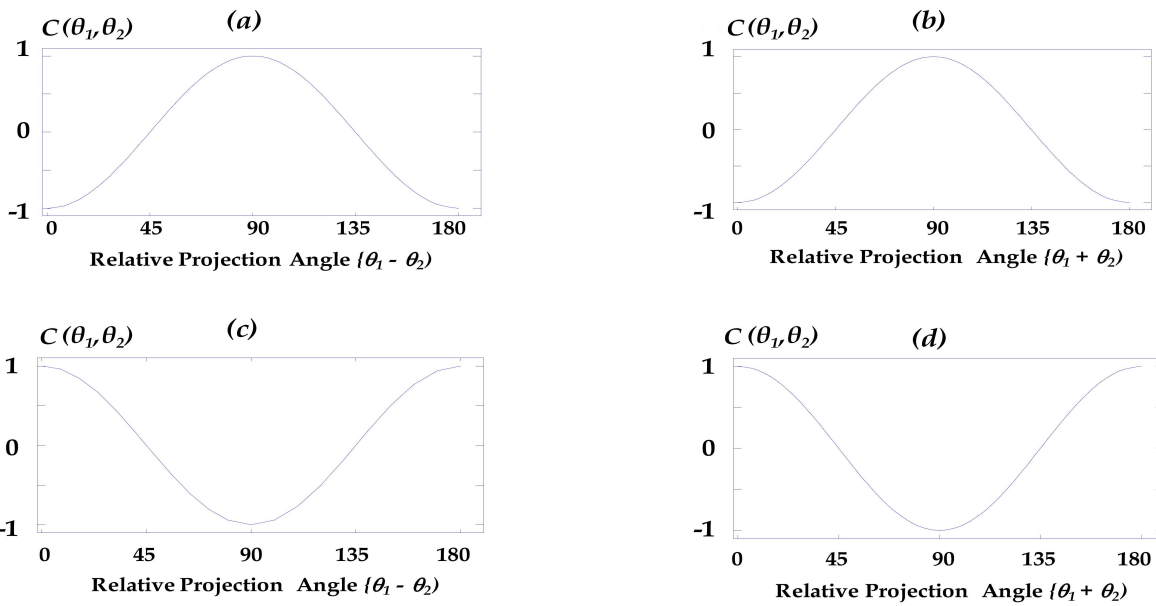 (a)
C (θ1,θ2)
1
0
-1
0 45 90 135 180
Relative Projection Angle {θ1 - θ2)
(b)
C (θ1,θ2)
1
0
-1
0 45 90 135 180
Relative Projection Angle {θ1 + θ2)
(c)
C (θ1,θ2)
1
0
-1
0 45 90 135 180
Relative Projection Angle {θ1 - θ2)
(d)
C (θ1,θ2)
1
0
-1
0 45 90 135 180
Relative Projection Angle {θ1 + θ2)